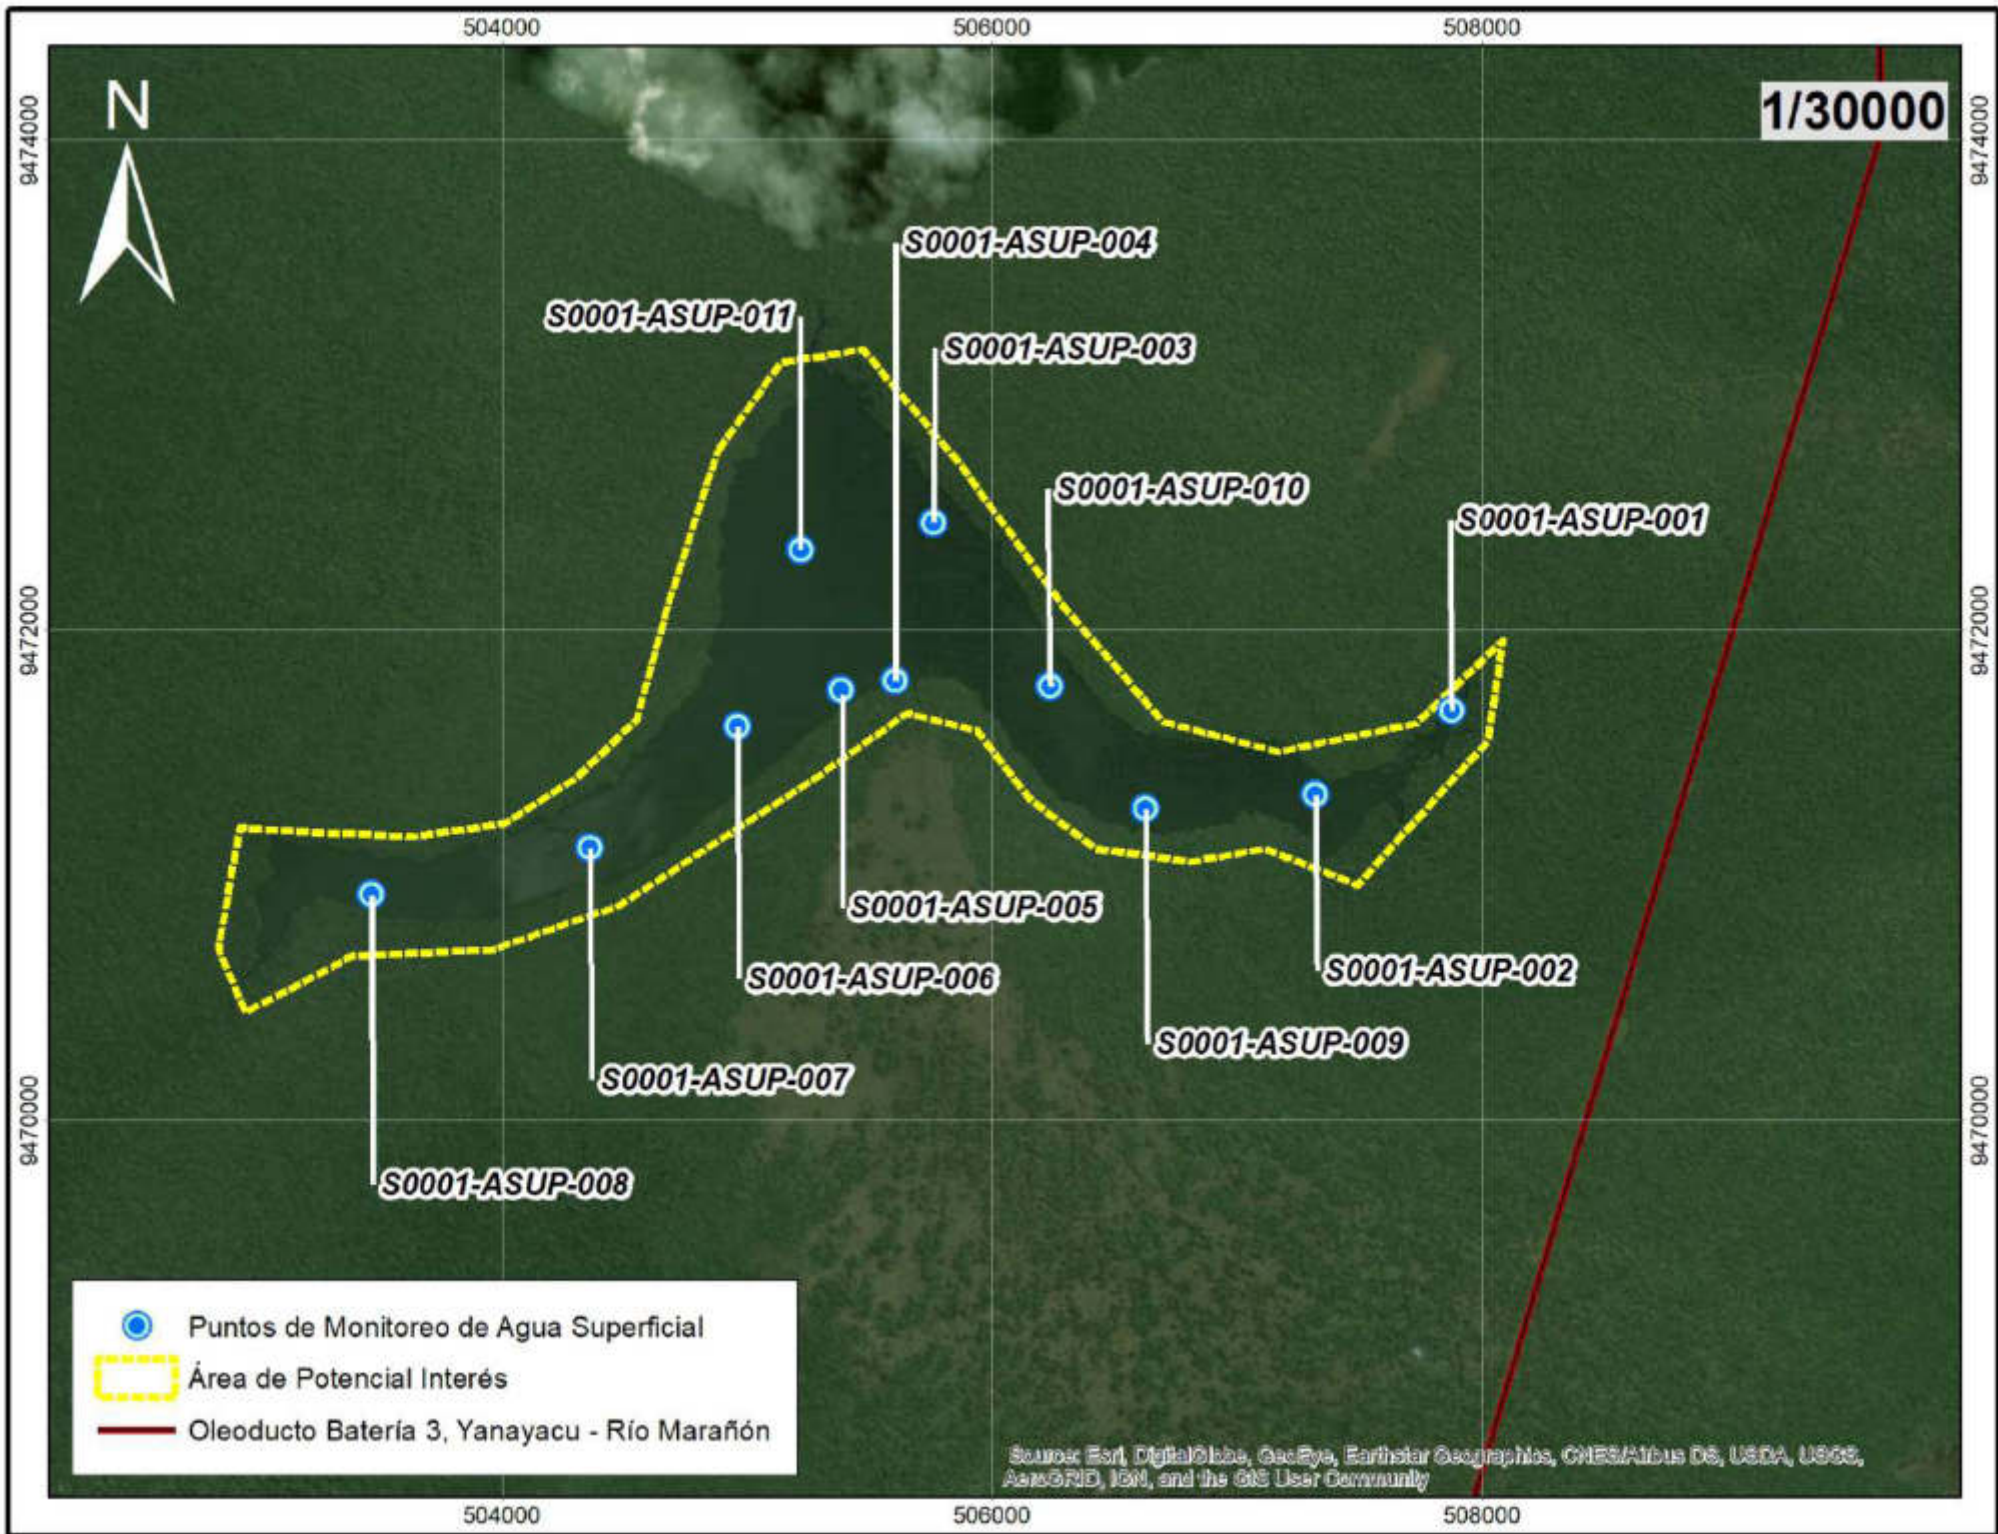 504000
506000
508000
N
1/30000
9474000
9474000
S0001-ASUP-004
S0001-ASUP-011
S0001-ASUP-003
S0001-ASUP-010
S0001-ASUP-001
9472000
9472000
S0001-ASUP-005
S0001-ASUP-002
S0001-ASUP-006
S0001-ASUP-009
S0001-ASUP-007
9470000
9470000
S0001-ASUP-008
Puntos de Monitoreo de Agua Superficial
Área de Potencial Interés
Oleoducto Batería 3, Yanayacu - Río Marañón
Source: Esri, DigitalGlobe, GeoEye, Earthstar Geographics, CNES/Airbus DS, USDA, USGS,
AeroGRID, IGN, and the GIS User Community
504000
506000
508000